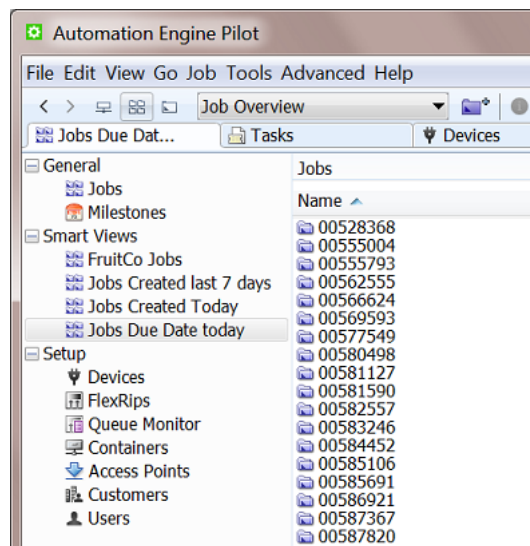 Automation Engine Pilot
File Edit View Go Job Tools Advanced Help
Job Overview
Jobs Due Dat...
Tasks
Devices
General
Jobs
Milestones
Smart Views
FruitCo Jobs
Jobs Created last 7 days
Jobs Created Today
Jobs Due Date today
Setup
Devices
FlexRips
Queue Monitor
Containers
Access Points
Customers
Users
Jobs
Name
00528368
00555004
00555793
00562555
00566624
00569593
00577549
00580498
00581127
00581590
00582557
00583246
00584452
00585106
00585691
00586921
00587367
00587820